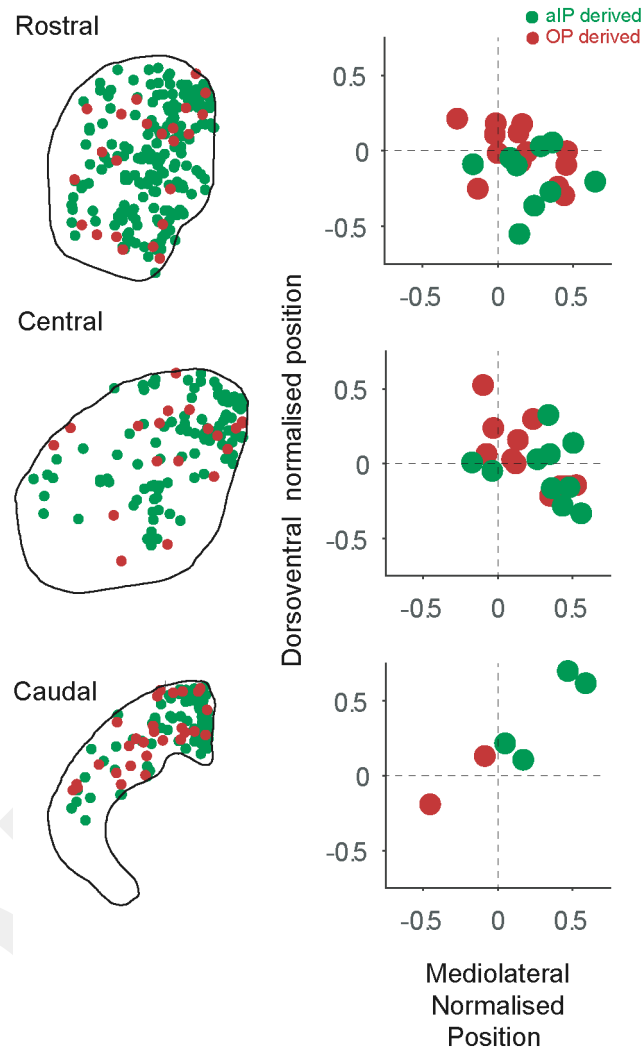 Rostral
aIP derived
OP derived
0.5
0
-0.5
-0.5 0 0.5
Central
0.5
0
-0.5
-0.5 0 0.5
Dorsoventral normalised position
Caudal
0.5
0
-0.5
-0.5 0 0.5
Mediolateral
Normalised
Position